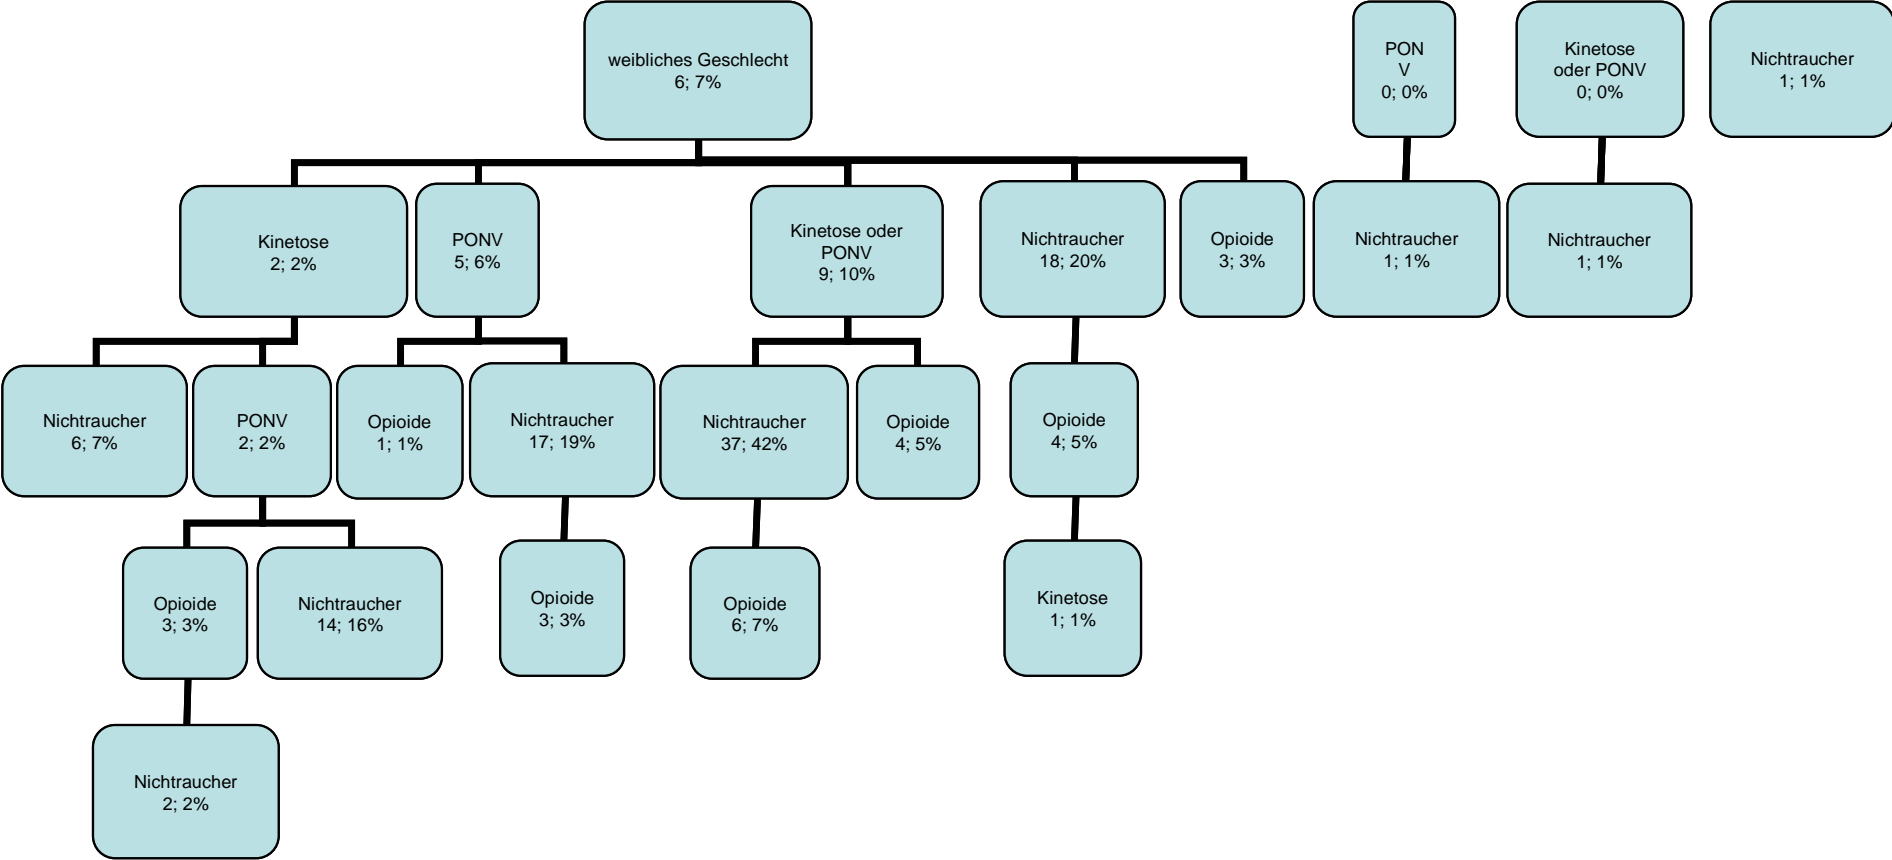 weibliches Geschlecht
6; 7%
PON
V
0; 0%
Kinetose
oder PONV
0; 0%
Nichtraucher
1; 1%
Kinetose
2; 2%
PONV
5; 6%
Kinetose oder
PONV
9; 10%
Nichtraucher
18; 20%
Opioide
3; 3%
Nichtraucher
1; 1%
Nichtraucher
1; 1%
Nichtraucher
6; 7%
PONV
2; 2%
Opioide
1; 1%
Nichtraucher
17; 19%
Nichtraucher
37; 42%
Opioide
4; 5%
Opioide
4; 5%
Opioide
3; 3%
Nichtraucher
14; 16%
Opioide
3; 3%
Opioide
6; 7%
Kinetose
1; 1%
Nichtraucher
2; 2%